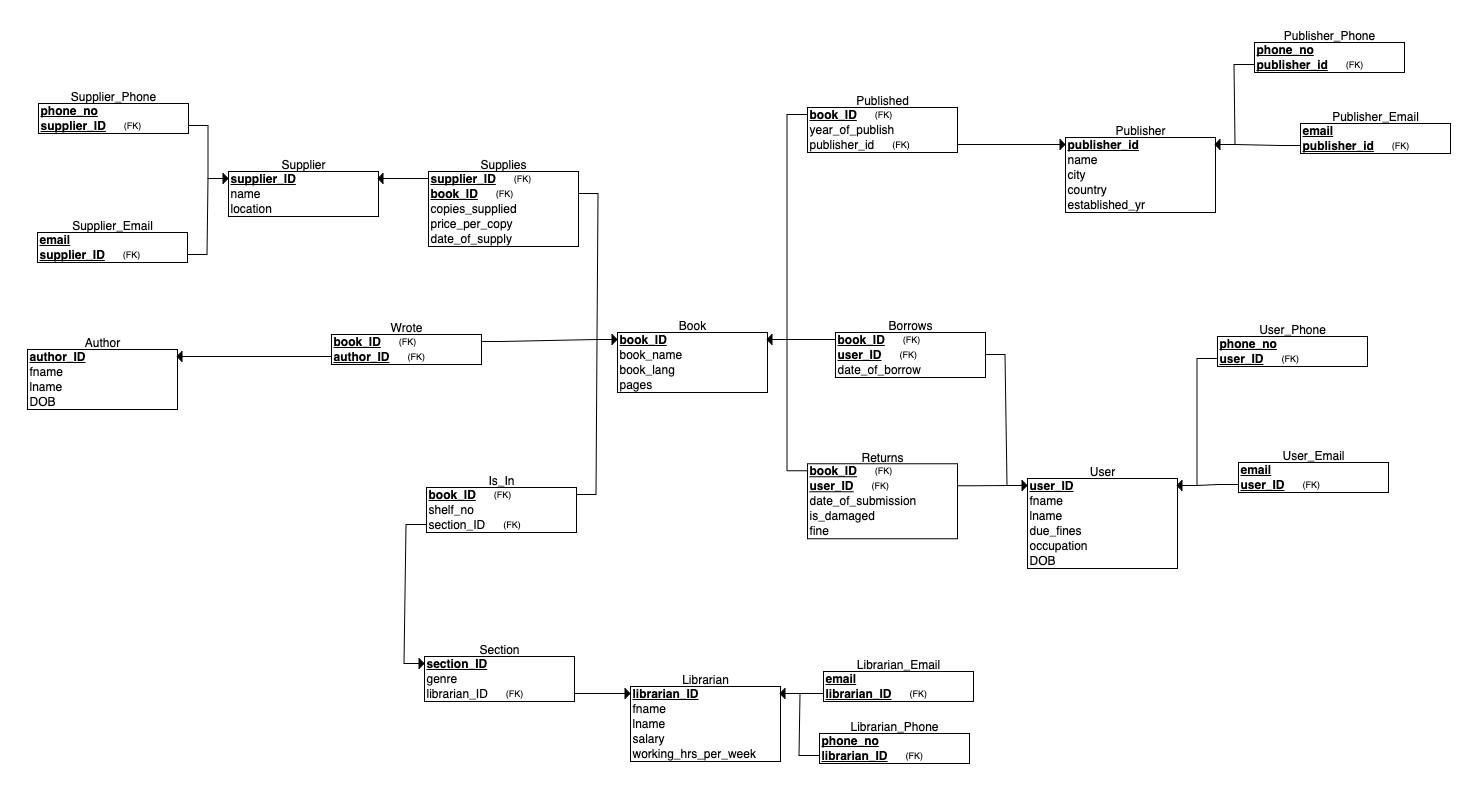 Publisher_Phone
phone_no
publisher_id (FK)
Supplier_Phone
phone_no
supplier_ID (FK)
Published
book_ID (FK)
year_of_publish
publisher_id (FK)
Publisher_Email
email
publisher_id (FK)
Publisher
publisher_id
name
city
country
established_yr
Supplier
supplier_ID
name
location
Supplies
supplier_ID (FK)
book_ID (FK)
copies_supplied
price_per_copy
date_of_supply
Supplier_Email
email
supplier_ID (FK)
Author
author_ID
fname
lname
DOB
Wrote
book_ID (FK)
author_ID (FK)
Book
book_ID
book_name
book_lang
pages
Borrows
book_ID (FK)
user_ID (FK)
date_of_borrow
User_Phone
phone_no
user_ID (FK)
Returns
book_ID (FK)
user_ID (FK)
date_of_submission
is_damaged
fine
User
user_ID
fname
lname
due_fines
occupation
DOB
User_Email
email
user_ID (FK)
Is_In
book_ID (FK)
shelf_no
section_ID (FK)
Section
section_ID
genre
librarian_ID (FK)
Librarian
librarian_ID
fname
lname
salary
working_hrs_per_week
Librarian_Email
email
librarian_ID (FK)
Librarian_Phone
phone_no
librarian_ID (FK)